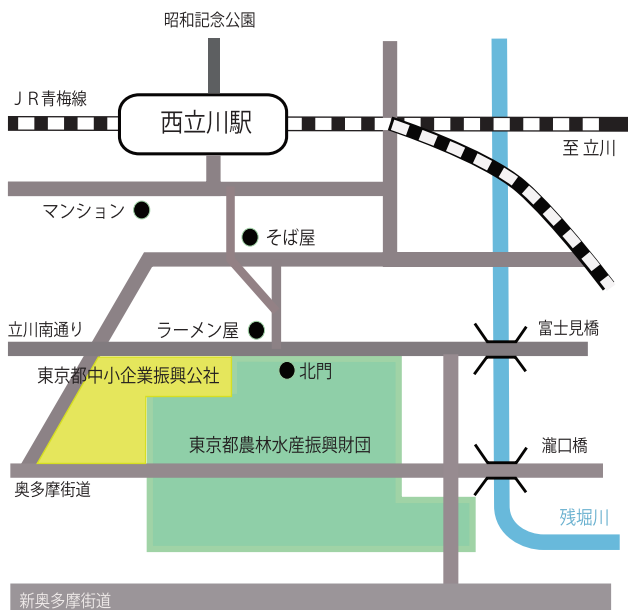 昭和記念公園
ＪＲ青梅線
西立川駅
至 立川
マンション
そば屋
立川南通り
ラーメン屋
富士見橋
東京都中小企業振興公社
北門
東京都農林水産振興財団
瀧口橋
奥多摩街道
残堀川
新奥多摩街道